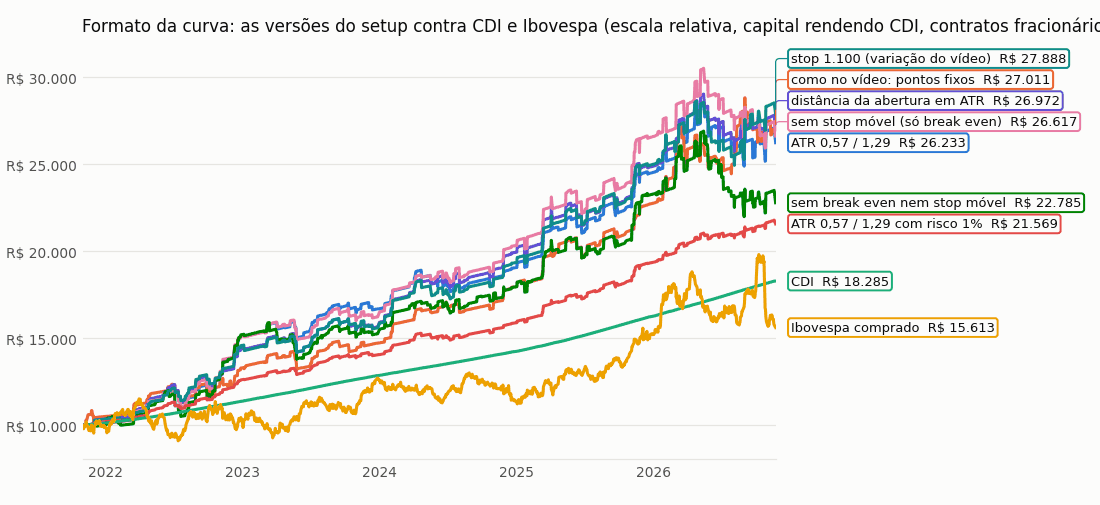 Formato da curva: as versões do setup contra CDI e Ibovespa (escala relativa, capital rendendo CDI, contratos fracionário
R$ 30.000
R$ 25.000
R$ 20.000
R$ 15.000
R$ 10.000
2022 2023 2024 2025 2026
stop 1.100 (variação do vídeo) R$ 27.888
como no vídeo: pontos fixos R$ 27.011
distância da abertura em ATR R$ 26.972
sem stop móvel (só break even) R$ 26.617
ATR 0,57 / 1,29 R$ 26.233
sem break even nem stop móvel R$ 22.785
ATR 0,57 / 1,29 com risco 1% R$ 21.569
CDI R$ 18.285
Ibovespa comprado R$ 15.613